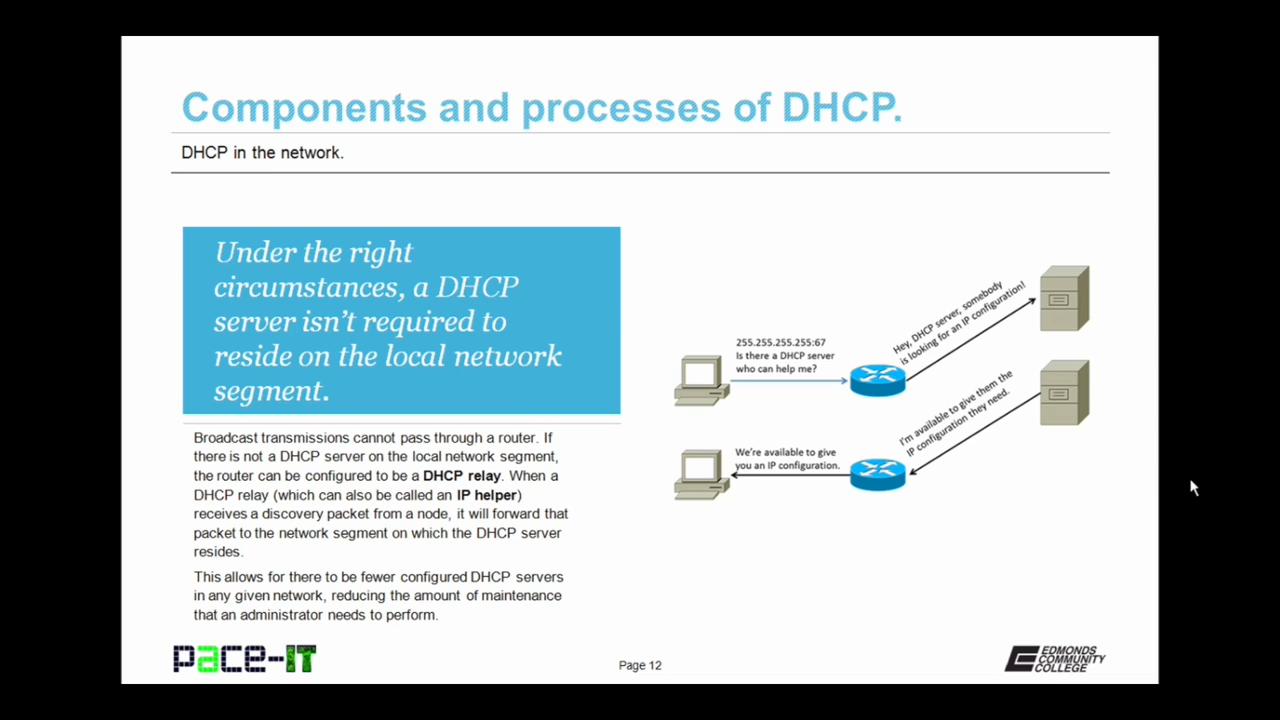 Components and processes of DHCP.
DHCP in the network.
Under the right
circumstances, a DHCP
server isn't required to
reside on the local network
segment.
Broadcast transmissions cannot pass through a router. If
there is not a DHCP server on the local network segment,
the router can be configured to be a DHCP relay. When a
DHCP relay (which can also be called an IP helper)
receives a discovery packet from a node, it will forward that
packet to the network segment on which the DHCP server
resides.
This allows for there to be fewer configured DHCP servers
in any given network, reducing the amount of maintenance
that an administrator needs to perform.
255.255.255.255:67
Is there a DHCP server
who can help me?
Hey, DHCP server, somebody
is looking for an IP configuration!
I'm available to give them the
IP configuration they need.
We're available to give
you an IP configuration.
pace-IT
Page 12
EDMONDS
COMMUNITY
COLLEGE